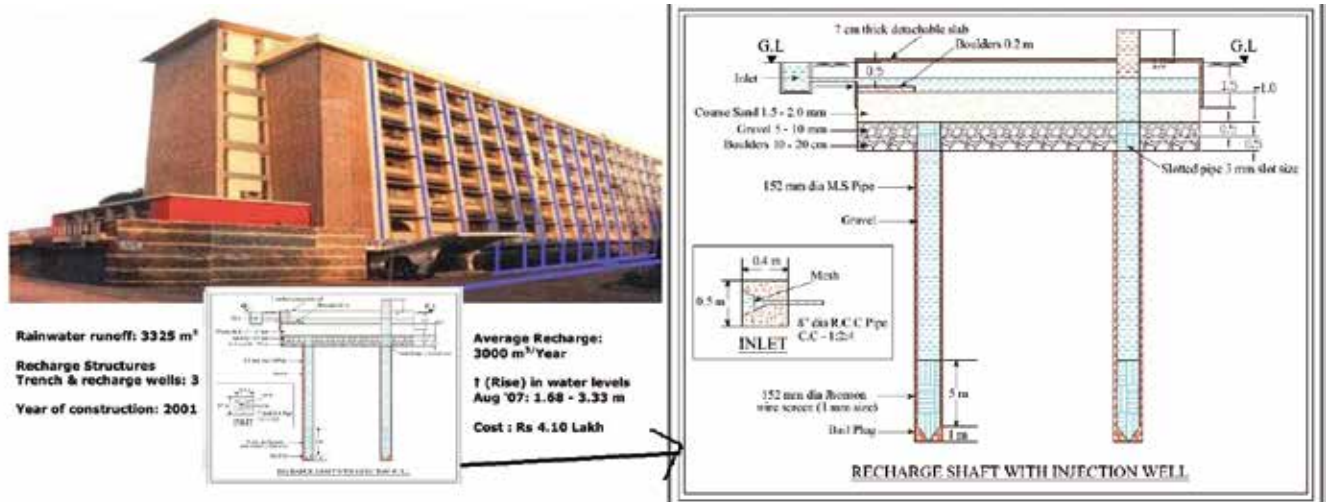 Rainwater runoff: 3325 m³
Recharge Structures
Trench & recharge wells: 3
Year of construction: 2001
Average Recharge:
3000 m³/Year
↑ (Rise) in water levels
Aug '07: 1.68 - 3.33 m
Cost : Rs 4.10 Lakh
7 cm thick detachable slab
G.L
Boulders 0.2 m
G.L
Inlet
0.5
1.5
1.0
Coarse Sand 1.5 - 2.0 mm
Gravel 5 - 10 mm
Boulders 10 - 20 cm
0.5
0.5
Slotted pipe 3 mm slot size
152 mm dia M.S Pipe
Gravel
0.4 m
Mesh
0.5 m
8" dia R.C.C Pipe
C.C - 1:2:4
INLET
5 m
152 mm dia Jhonson
wire screen (1 mm size)
Bail Plug
1 m
RECHARGE SHAFT WITH INJECTION WELL